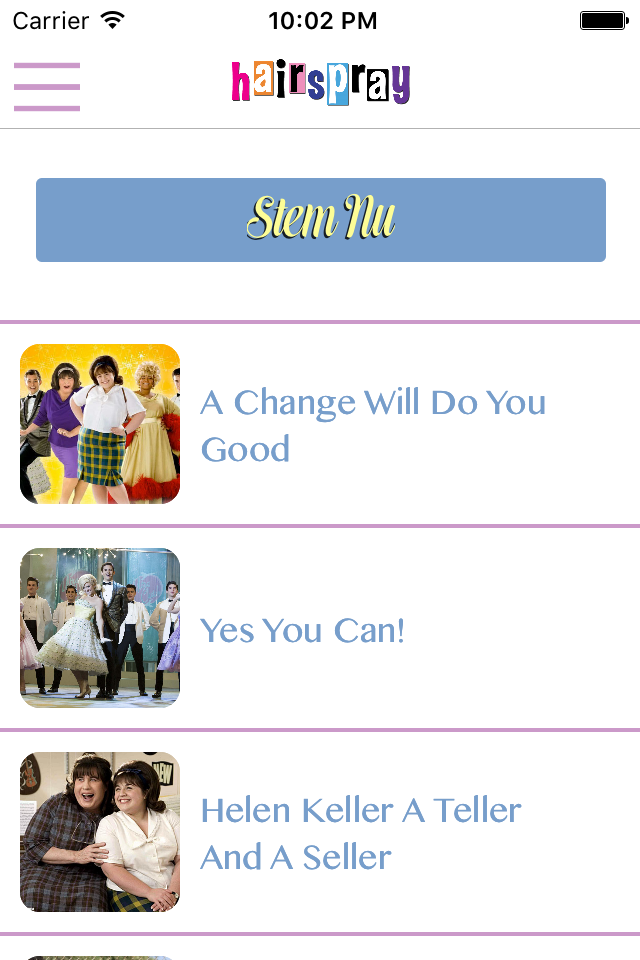 Carrier 10:02 PM
hairspray
Stem Nu
A Change Will Do You
Good
Yes You Can!
NEW
Helen Keller A Teller
And A Seller